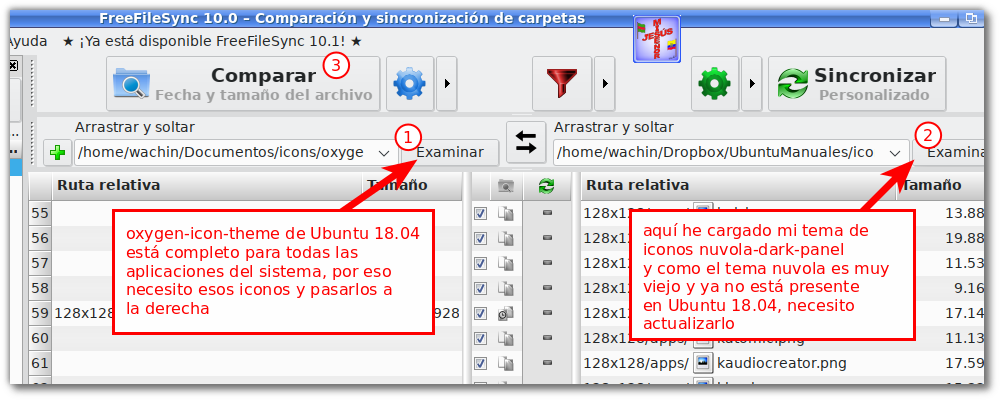 FreeFileSync 10.0 – Comparación y sincronización de carpetas
Ayuda ★ ¡Ya está disponible FreeFileSync 10.1! ★
JESÚS
Comparar 3
Fecha y tamaño del archivo
Sincronizar
Personalizado
Arrastrar y soltar
/home/wachin/Documentos/icons/oxyge
1
Examinar
Arrastrar y soltar
/home/wachin/Dropbox/UbuntuManuales/ico
2
Examina
Ruta relativa Tamaño
Ruta relativa Tamaño
55 128x128/apps/ 13.88
56 19.88
57 11.53
58 9.16
59 128x128 928 17.14
60 128x128/apps/ katomic.png 11.13
61 128x128/apps/ kaudiocreator.png 17.59
oxygen-icon-theme de Ubuntu 18.04
está completo para todas las
aplicaciones del sistema, por eso
necesito esos iconos y pasarlos a
la derecha
aquí he cargado mi tema de
iconos nuvola-dark-panel
y como el tema nuvola es muy
viejo y ya no está presente
en Ubuntu 18.04, necesito
actualizarlo